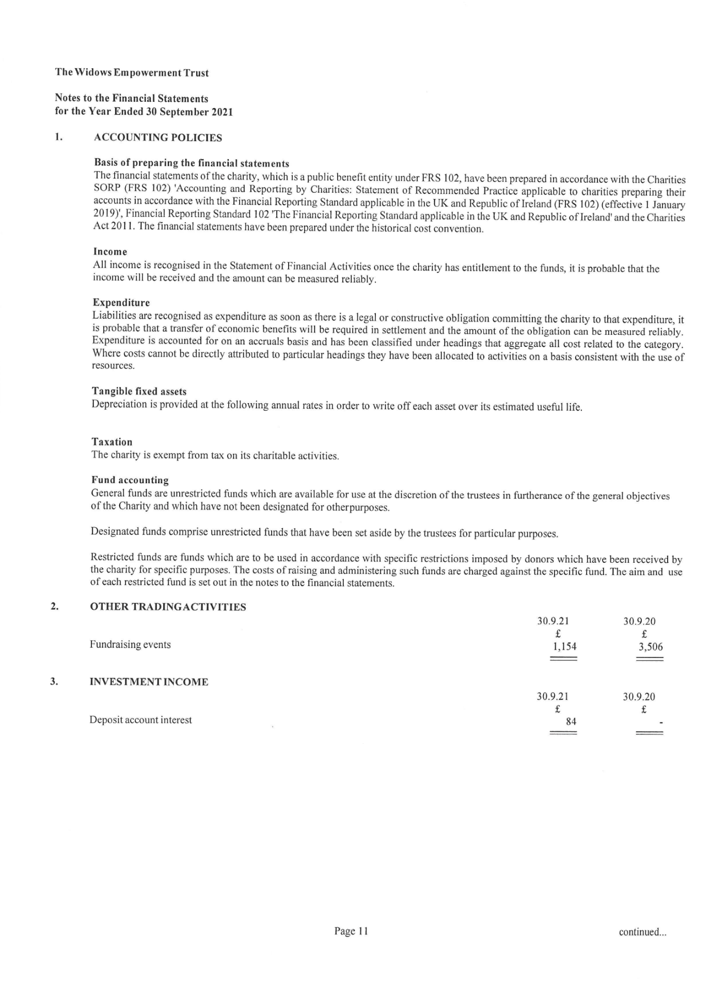 The Widows Empowerment Trust
Notes to the Financial Statements
for the Year Ended 30 September 2021
1. ACCOUNTING POLICIES
Basis of preparing the financial statements
The financial statements of the charity, which is a public benefit entity under FRS 102, have been prepared in accordance with the Charities
SORP (FRS 102) 'Accounting and Reporting by Charities: Statement of Recommended Practice applicable to charities preparing their
accounts in accordance with the Financial Reporting Standard applicable in the UK and Republic of Ireland (FRS 102) (effective 1 January
2019)', Financial Reporting Standard 102 'The Financial Reporting Standard applicable in the UK and Republic of Ireland' and the Charities
Act 2011. The financial statements have been prepared under the historical cost convention.
Income
All income is recognised in the Statement of Financial Activities once the charity has entitlement to the funds, it is probable that the
income will be received and the amount can be measured reliably.
Expenditure
Liabilities are recognised as expenditure as soon as there is a legal or constructive obligation committing the charity to that expenditure, it
is probable that a transfer of economic benefits will be required in settlement and the amount of the obligation can be measured reliably.
Expenditure is accounted for on an accruals basis and has been classified under headings that aggregate all cost related to the category.
Where costs cannot be directly attributed to particular headings they have been allocated to activities on a basis consistent with the use of
resources.
Tangible fixed assets
Depreciation is provided at the following annual rates in order to write off each asset over its estimated useful life.
Taxation
The charity is exempt from tax on its charitable activities.
Fund accounting
General funds are unrestricted funds which are available for use at the discretion of the trustees in furtherance of the general objectives
of the Charity and which have not been designated for otherpurposes.
Designated funds comprise unrestricted funds that have been set aside by the trustees for particular purposes.
Restricted funds are funds which are to be used in accordance with specific restrictions imposed by donors which have been received by
the charity for specific purposes. The costs of raising and administering such funds are charged against the specific fund. The aim and use
of each restricted fund is set out in the notes to the financial statements.
2. OTHER TRADING ACTIVITIES
30.9.21 30.9.20
£ £
Fundraising events 1,154 3,506
3. INVESTMENT INCOME
30.9.21 30.9.20
£ £
Deposit account interest 84 -
Page 11 continued...